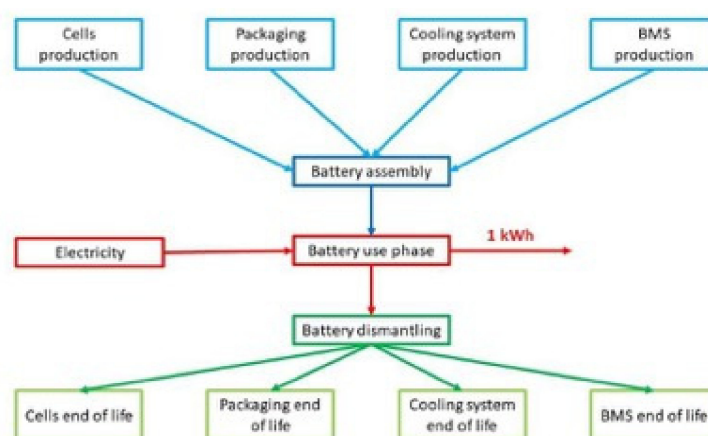 Cells
production
Packaging
production
Cooling system
production
BMS
production
Battery assembly
Electricity
Battery use phase
1 kWh
Battery dismantling
Cells end of life
Packaging end
of life
Cooling system
end of life
BMS end of life